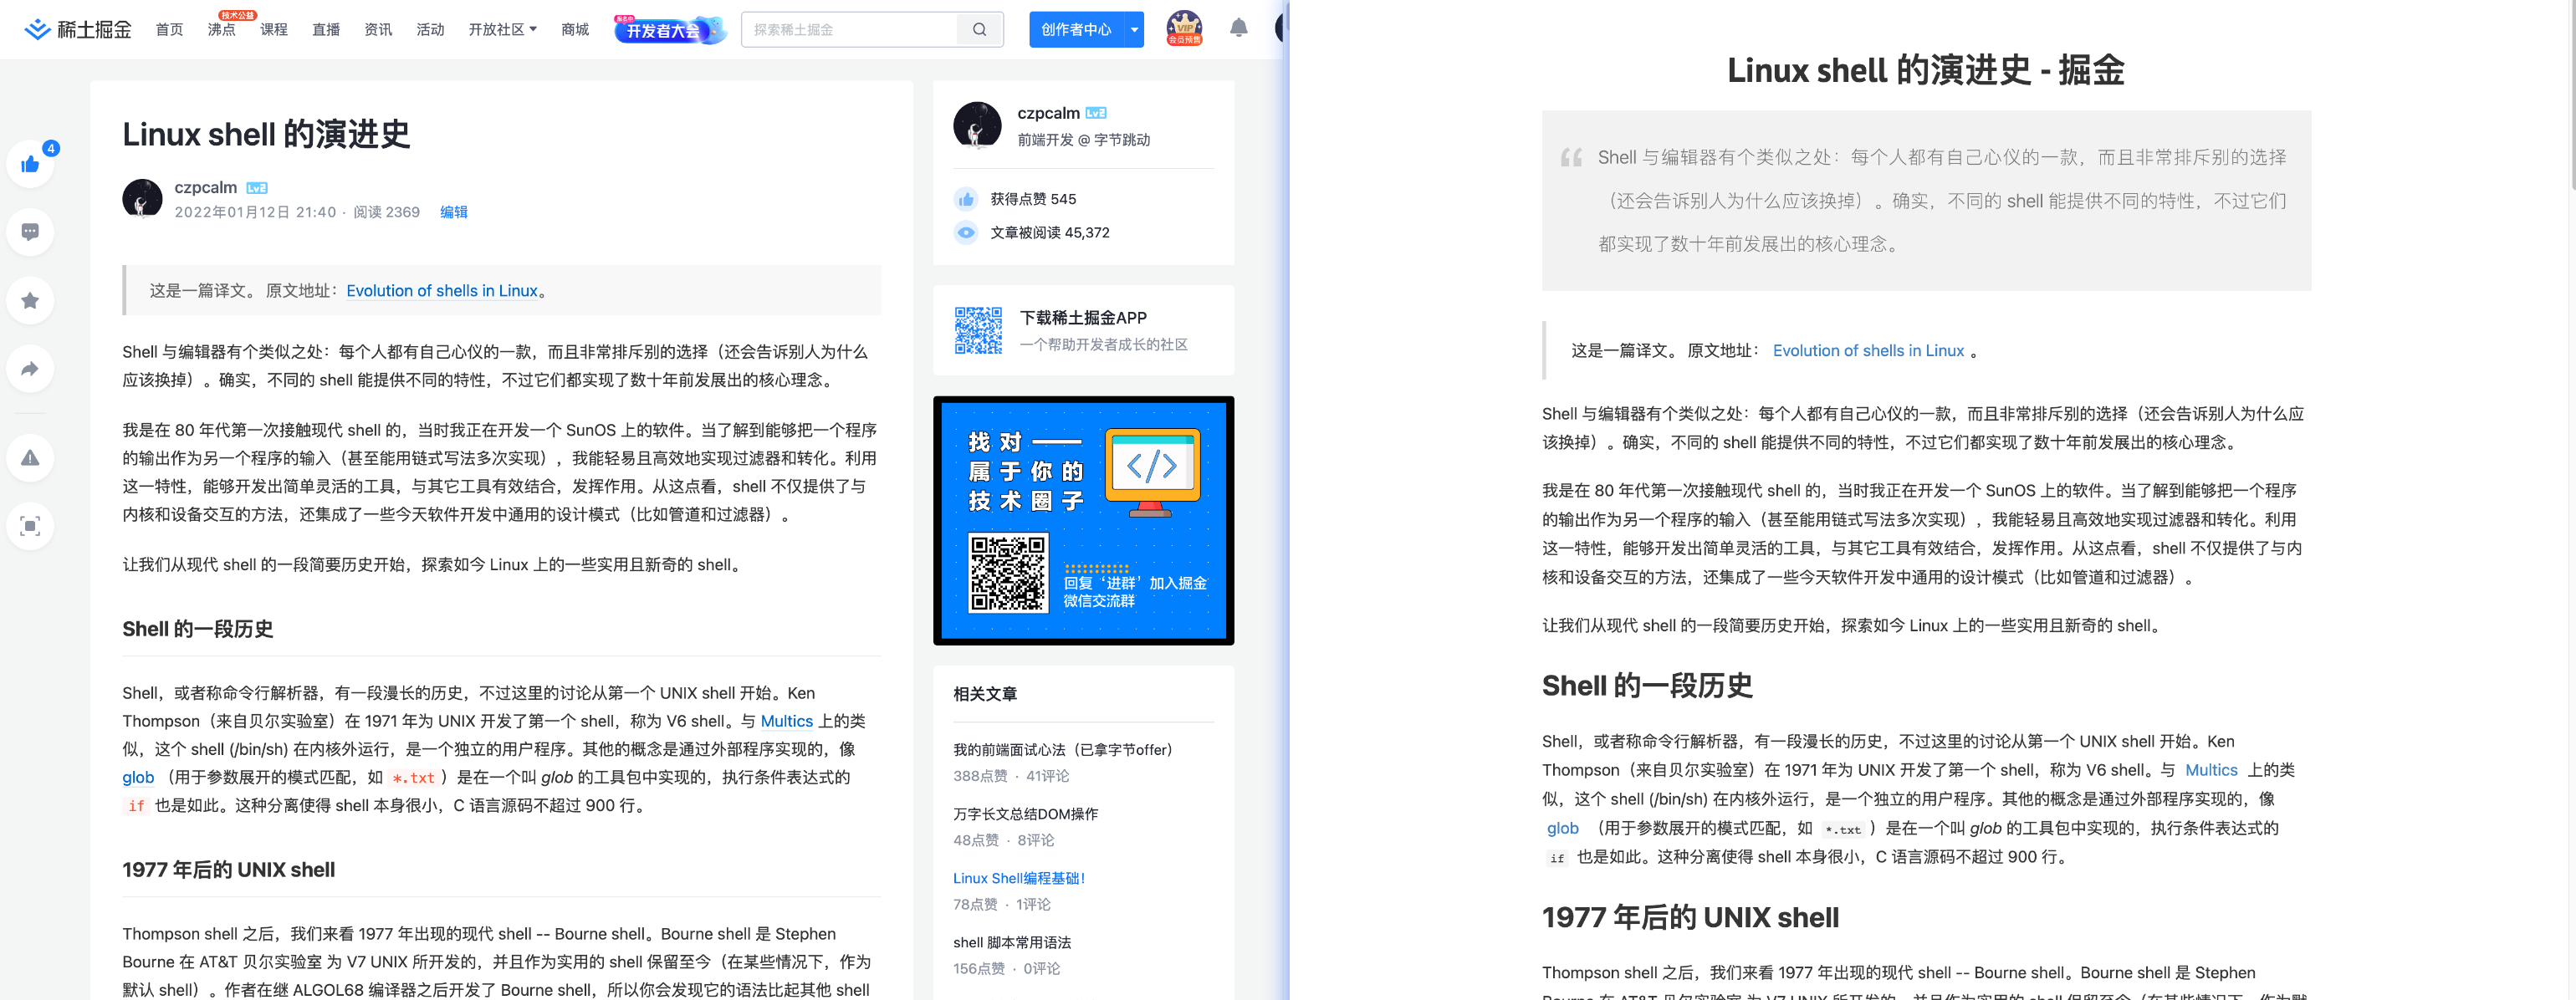 稀土掘金
首页
沸点
技术公益
课程
直播
资讯
活动
开放社区
商城
报名中
开发者大会
探索稀土掘金
创作者中心
VIP
会员预售
4
Linux shell 的演进史
czpcalm Lv2
2022年01月12日 21:40 · 阅读 2369 编辑
这是一篇译文。 原文地址：Evolution of shells in Linux。
Shell 与编辑器有个类似之处：每个人都有自己心仪的一款，而且非常排斥别的选择（还会告诉别人为什么
应该换掉）。确实，不同的 shell 能提供不同的特性，不过它们都实现了数十年前发展出的核心理念。
我是在 80 年代第一次接触现代 shell 的，当时我正在开发一个 SunOS 上的软件。当了解到能够把一个程序
的输出作为另一个程序的输入（甚至能用链式写法多次实现），我能轻易且高效地实现过滤器和转化。利用
这一特性，能够开发出简单灵活的工具，与其它工具有效结合，发挥作用。从这点看，shell 不仅提供了与
内核和设备交互的方法，还集成了一些今天软件开发中通用的设计模式（比如管道和过滤器）。
让我们从现代 shell 的一段简要历史开始，探索如今 Linux 上的一些实用且新奇的 shell。
Shell 的一段历史
Shell，或者称命令行解析器，有一段漫长的历史，不过这里的讨论从第一个 UNIX shell 开始。Ken
Thompson（来自贝尔实验室）在 1971 年为 UNIX 开发了第一个 shell，称为 V6 shell。与 Multics 上的类
似，这个 shell (/bin/sh) 在内核外运行，是一个独立的用户程序。其他的概念是通过外部程序实现的，像
glob （用于参数展开的模式匹配，如 *.txt ）是在一个叫 glob 的工具包中实现的，执行条件表达式的
if 也是如此。这种分离使得 shell 本身很小，C 语言源码不超过 900 行。
1977 年后的 UNIX shell
Thompson shell 之后，我们来看 1977 年出现的现代 shell -- Bourne shell。Bourne shell 是 Stephen
Bourne 在 AT&T 贝尔实验室 为 V7 UNIX 所开发的，并且作为实用的 shell 保留至今（在某些情况下，作为
默认 shell）。作者在继 ALGOL68 编译器之后开发了 Bourne shell，所以你会发现它的语法比起其他 shell
czpcalm Lv2
前端开发 @ 字节跳动
获得点赞 545
文章被阅读 45,372
下载稀土掘金APP
一个帮助开发者成长的社区
找 对 ——
属 于 你 的
技 术 圈 子
</>
回复‘进群’加入掘金
微信交流群
相关文章
我的前端面试心法（已拿字节offer）
388点赞 · 41评论
万字长文总结DOM操作
48点赞 · 8评论
Linux Shell编程基础！
78点赞 · 1评论
shell 脚本常用语法
156点赞 · 0评论
Linux shell 的演进史 - 掘金
“ Shell 与编辑器有个类似之处：每个人都有自己心仪的一款，而且非常排斥别的选择
（还会告诉别人为什么应该换掉）。确实，不同的 shell 能提供不同的特性，不过它们
都实现了数十年前发展出的核心理念。
这是一篇译文。 原文地址： Evolution of shells in Linux 。
Shell 与编辑器有个类似之处：每个人都有自己心仪的一款，而且非常排斥别的选择（还会告诉别人为什么应
该换掉）。确实，不同的 shell 能提供不同的特性，不过它们都实现了数十年前发展出的核心理念。
我是在 80 年代第一次接触现代 shell 的，当时我正在开发一个 SunOS 上的软件。当了解到能够把一个程序
的输出作为另一个程序的输入（甚至能用链式写法多次实现），我能轻易且高效地实现过滤器和转化。利用
这一特性，能够开发出简单灵活的工具，与其它工具有效结合，发挥作用。从这点看，shell 不仅提供了与内
核和设备交互的方法，还集成了一些今天软件开发中通用的设计模式（比如管道和过滤器）。
让我们从现代 shell 的一段简要历史开始，探索如今 Linux 上的一些实用且新奇的 shell。
Shell 的一段历史
Shell，或者称命令行解析器，有一段漫长的历史，不过这里的讨论从第一个 UNIX shell 开始。Ken
Thompson（来自贝尔实验室）在 1971 年为 UNIX 开发了第一个 shell，称为 V6 shell。与 Multics 上的类
似，这个 shell (/bin/sh) 在内核外运行，是一个独立的用户程序。其他的概念是通过外部程序实现的，像
glob （用于参数展开的模式匹配，如 *.txt ）是在一个叫 glob 的工具包中实现的，执行条件表达式的
if 也是如此。这种分离使得 shell 本身很小，C 语言源码不超过 900 行。
1977 年后的 UNIX shell
Thompson shell 之后，我们来看 1977 年出现的现代 shell -- Bourne shell。Bourne shell 是 Stephen
Bourne 在 AT&T 贝尔实验室 为 V7 UNIX 所开发的，并且作为实用的 shell 保留至今（在某些情况下，作为默